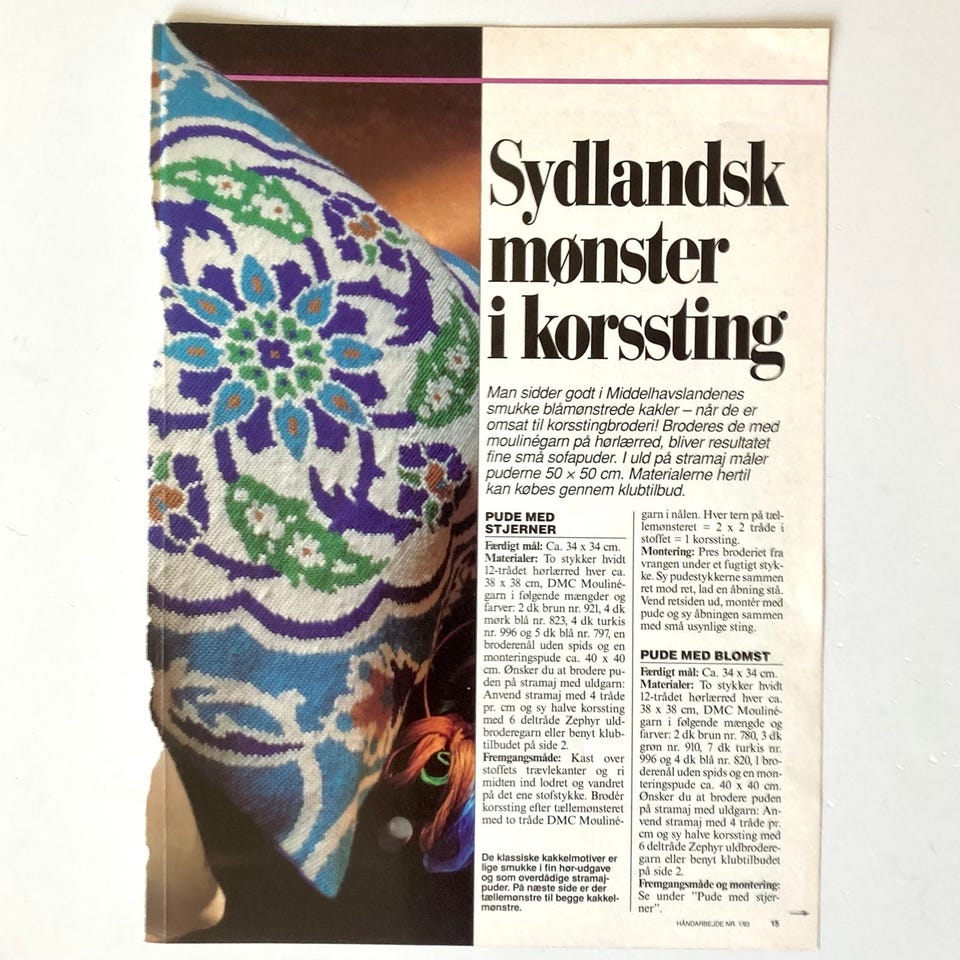 Sydlandsk
mønster
i korssting
Man sidder godt i Middelhavslandenes
smukke blåmønstrede kakler – når de er
omsat til korsstingbroderi! Broderes de med
moulinégarn på hørlærred, bliver resultatet
fine små sofapuder. I uld på stramaj måler
puderne 50 × 50 cm. Materialerne hertil
kan købes gennem klubtilbud.
PUDE MED
STJERNER
Færdigt mål: Ca. 34 x 34 cm.
Materialer: To stykker hvidt
12-trådet hørlærred hver ca.
38 x 38 cm, DMC Mouliné-
garn i følgende mængder og
farver: 2 dk brun nr. 921, 4 dk
mørk blå nr. 823, 4 dk turkis
nr. 996 og 5 dk blå nr. 797, en
broderenål uden spids og en
monteringspude ca. 40 x 40
cm. Ønsker du at brodere pu-
den på stramaj med uldgarn:
Anvend stramaj med 4 tråde
pr. cm og sy halve korssting
med 6 deltråde Zephyr uld-
broderegarn eller benyt klub-
tilbudet på side 2.
Fremgangsmåde: Kast over
stoffets trævlekanter og ri
midten ind lodret og vandret
på det ene stofstykke. Brodér
korssting efter tællemønsteret
med to tråde DMC Mouliné-
De klassiske kakkelmotiver er
lige smukke i fin hør-udgave
og som overdådige stramaj-
puder. På næste side er der
tællemønster til begge kakkel-
mønstre.
garn i nålen. Hver tern på tæl-
lemønsteret = 2 x 2 tråde i
stoffet = 1 korssting.
Montering: Pres broderiet fra
vrangen under et fugtigt styk-
ke. Sy pudestykkerne sammen
ret mod ret, lad en åbning stå.
Vend retsiden ud, montér med
pude og sy åbningen sammen
med små usynlige sting.
PUDE MED BLOMST
Færdigt mål: Ca. 34 x 34 cm.
Materialer: To stykker hvidt
12-trådet hørlærred hver ca.
38 x 38 cm, DMC Mouliné-
garn i følgende mængde og
farver: 2 dk brun nr. 780, 3 dk
grøn nr. 910, 7 dk turkis nr.
996 og 4 dk blå nr. 820, 1 bro-
derenål uden spids og en mon-
teringspude ca. 40 x 40 cm.
Ønsker du at brodere puden
på stramaj med uldgarn: An-
vend stramaj med 4 tråde pr.
cm og sy halve korssting med
6 deltråde Zephyr uldbrodere-
garn eller benyt klubtilbudet
på side 2.
Fremgangsmåde og montering:
Se under "Pude med stjer-
ner".
HÅNDARBEJDE NR. 1/93 15